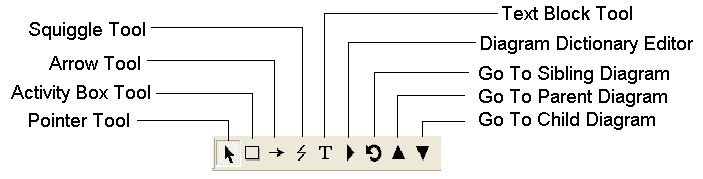 Squiggle Tool
Arrow Tool
Activity Box Tool
Pointer Tool
Text Block Tool
Diagram Dictionary Editor
Go To Sibling Diagram
Go To Parent Diagram
Go To Child Diagram
T